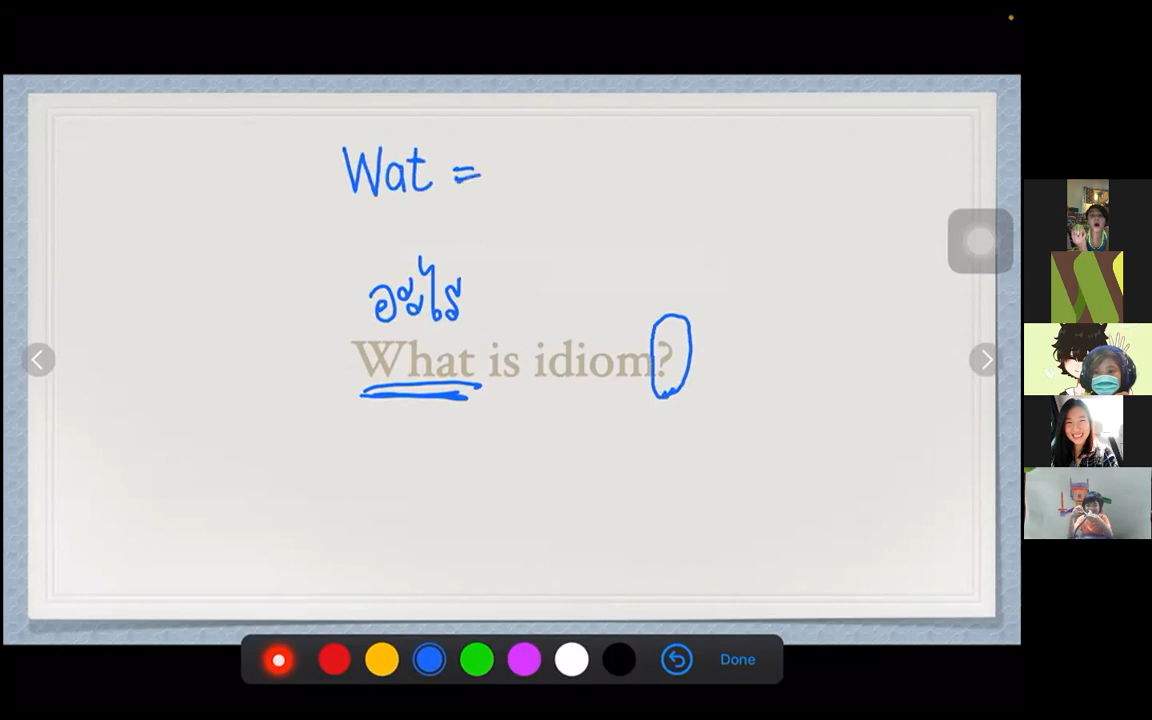 Wat =
อะไร
What is idiom?
Done